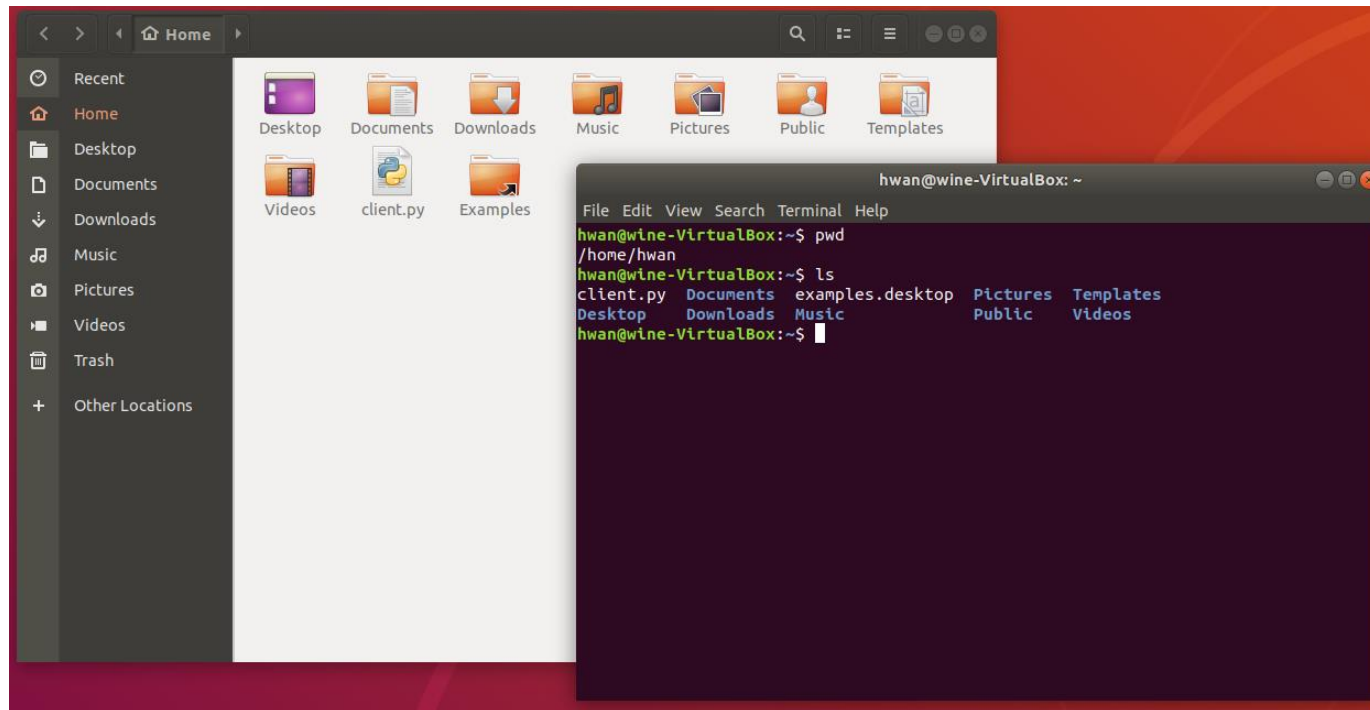 Home
Recent
Home
Desktop
Documents
Downloads
Music
Pictures
Videos
Trash
+ Other Locations
Desktop Documents Downloads Music Pictures Public Templates
Videos client.py Examples
hwan@wine-VirtualBox: ~
File Edit View Search Terminal Help
hwan@wine-VirtualBox:~$ pwd
/home/hwan
hwan@wine-VirtualBox:~$ ls
client.py Documents examples.desktop Pictures Templates
Desktop Downloads Music Public Videos
hwan@wine-VirtualBox:~$